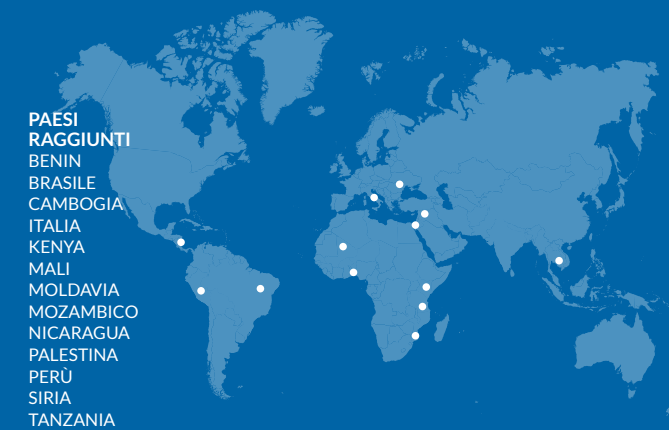 PAESI
RAGGIUNTI
BENIN
BRASILE
CAMBOGIA
ITALIA
KENYA
MALI
MOLDAVIA
MOZAMBICO
NICARAGUA
PALESTINA
PERÙ
SIRIA
TANZANIA